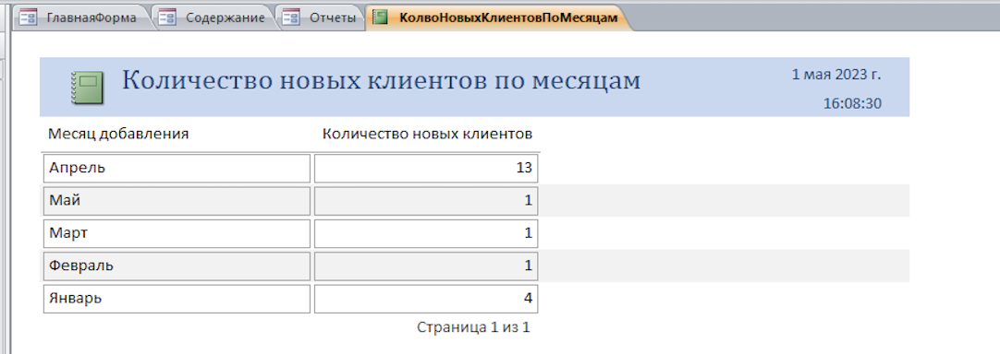 ГлавнаяФорма Содержание Отчеты КолвоНовыхКлиентовПоМесяцам
Количество новых клиентов по месяцам 1 мая 2023 г.
16:08:30
Месяц добавления Количество новых клиентов
Апрель 13
Май 1
Март 1
Февраль 1
Январь 4
Страница 1 из 1